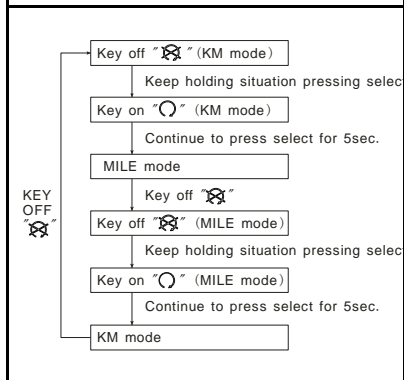 Key off " " (KM mode)
Keep holding situation pressing selec
Key on " " (KM mode)
Continue to press select for 5sec.
MILE mode
Key off " "
KEY
OFF
" "
Key off " " (MILE mode)
Keep holding situation pressing selec
Key on " " (MILE mode)
Continue to press select for 5sec.
KM mode